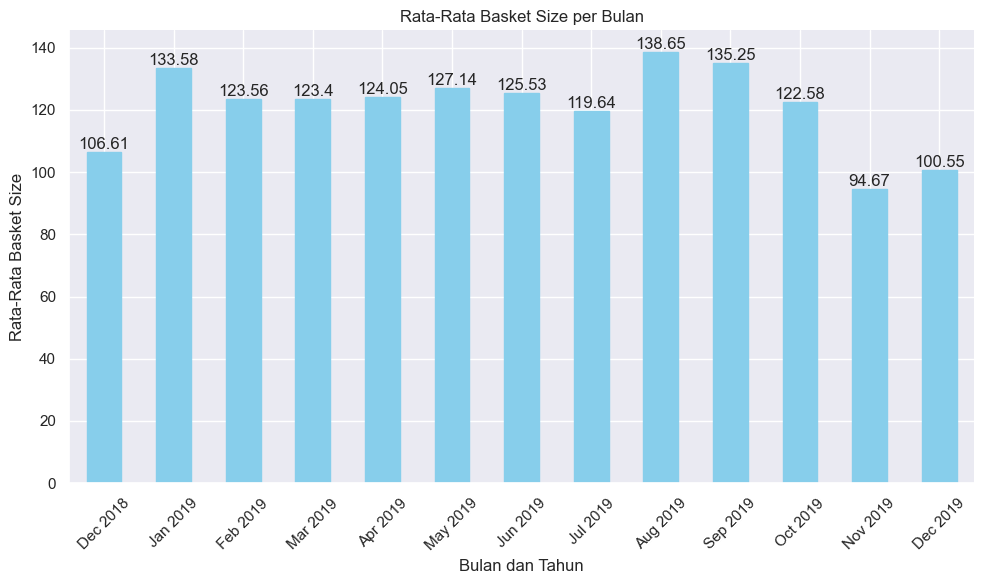 Rata-Rata Basket Size per Bulan
Rata-Rata Basket Size
140
120
100
80
60
40
20
0
106.61
133.58
123.56
123.4
124.05
127.14
125.53
119.64
138.65
135.25
122.58
94.67
100.55
Dec 2018
Jan 2019
Feb 2019
Mar 2019
Apr 2019
May 2019
Jun 2019
Jul 2019
Aug 2019
Sep 2019
Oct 2019
Nov 2019
Dec 2019
Bulan dan Tahun